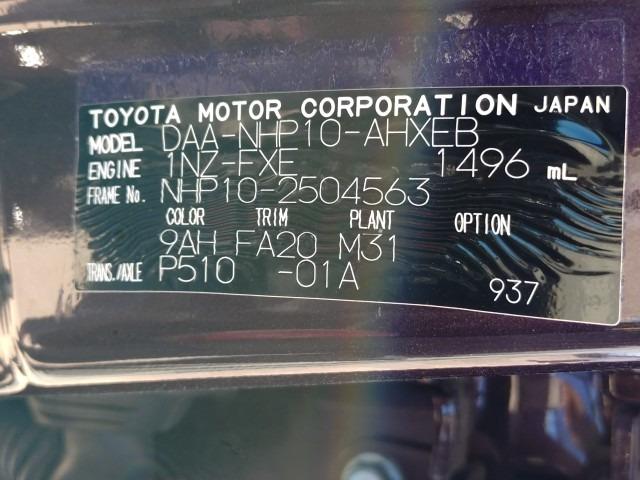 TOYOTA MOTOR CORPORATION JAPAN
MODEL DAA-NHP10-AHXEB
ENGINE 1NZ-FXE 1496 mL
FRAME No. NHP10-2504563
COLOR TRIM PLANT OPTION
9AH FA20 M31
TRANS./AXLE P510 -01A
937